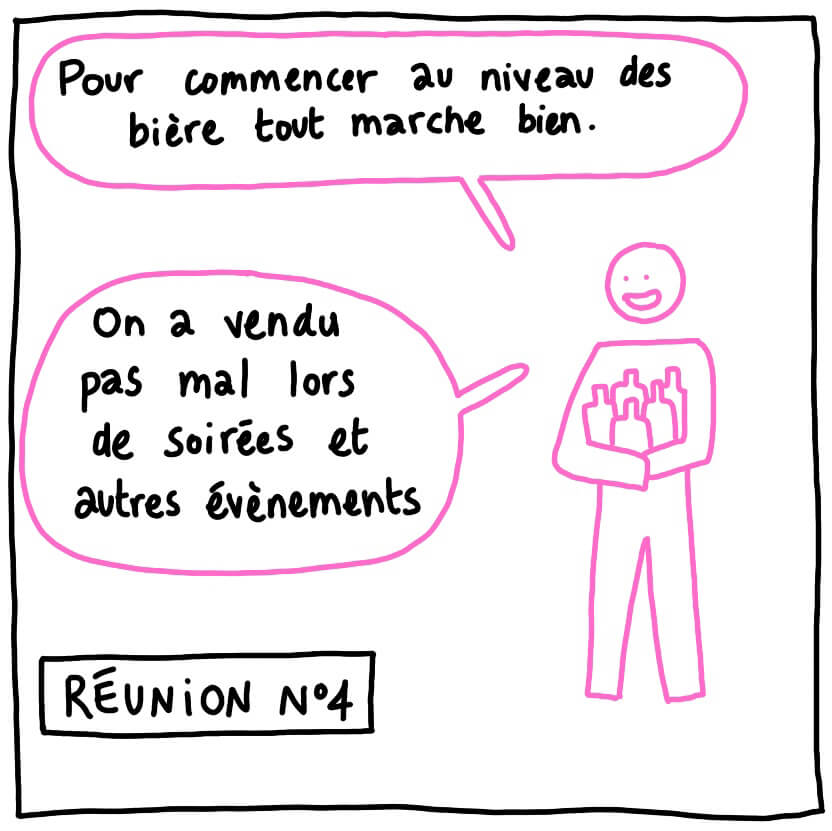 Pour commencer au niveau des
bière tout marche bien.
On a vendu
pas mal lors
de soirées et
autres évènements
RÉUNiON N°4